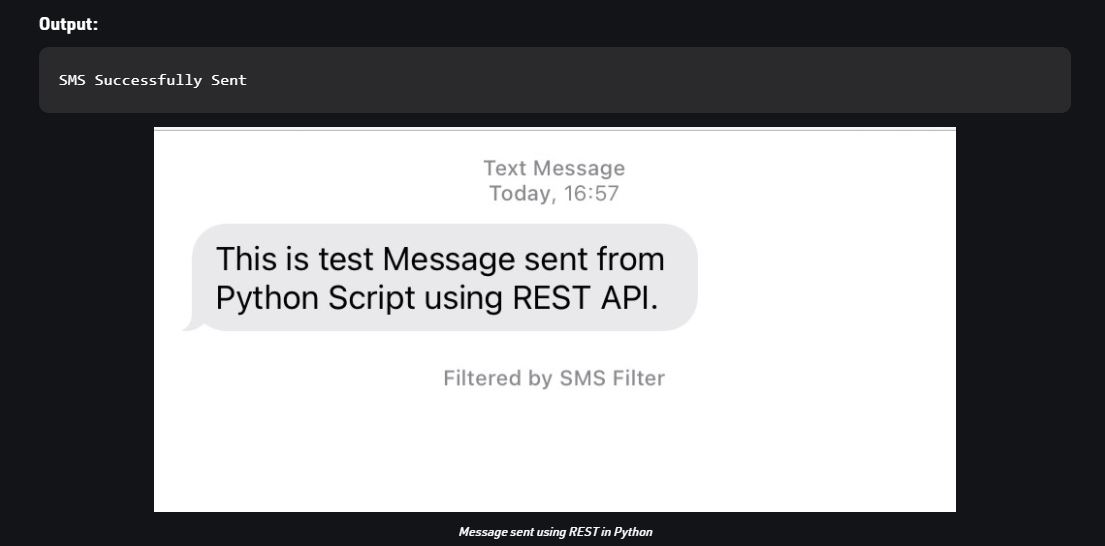 Output:
SMS Successfully Sent
Text Message
Today, 16:57
This is test Message sent from
Python Script using REST API.
Filtered by SMS Filter
Message sent using REST in Python